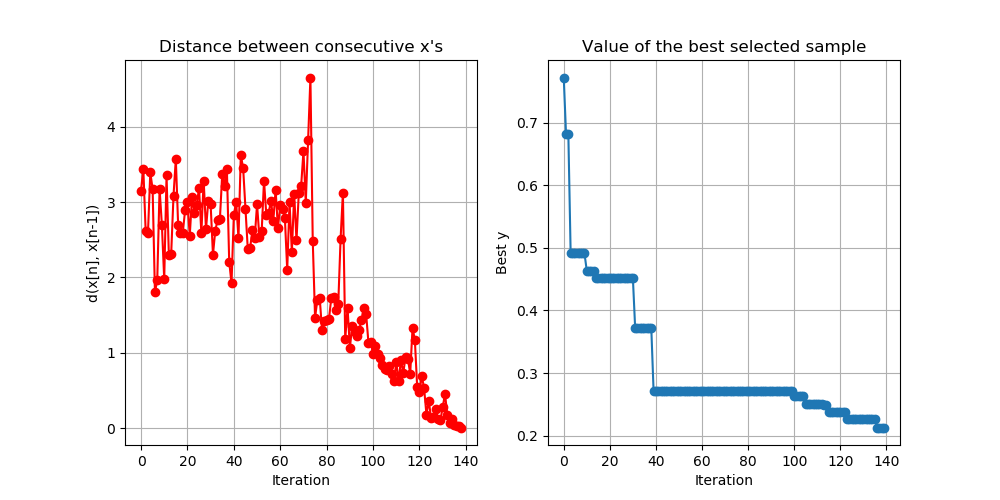 Distance between consecutive x's
d(x[n], x[n-1])
4
3
2
1
0
0 20 40 60 80 100 120 140
Iteration
Value of the best selected sample
Best y
0.7
0.6
0.5
0.4
0.3
0.2
0 20 40 60 80 100 120 140
Iteration